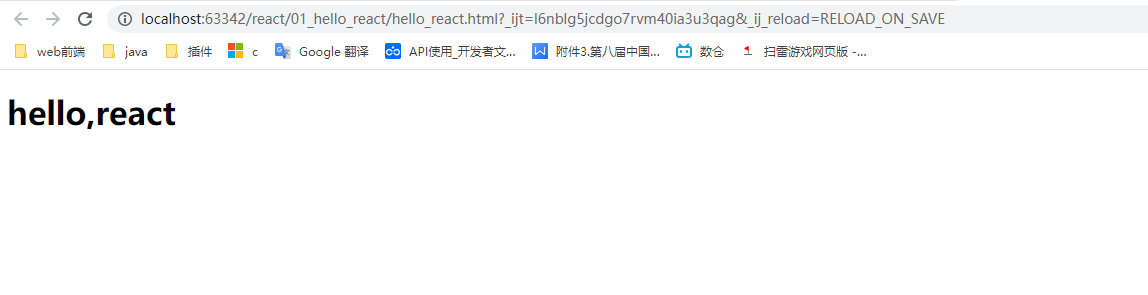 localhost:63342/react/01_hello_react/hello_react.html?_ijt=l6nblg5jcdgo7rvm40ia3u3qag&_ij_reload=RELOAD_ON_SAVE
web前端 java 插件 c Google 翻译 API使用_开发者文... 附件3.第八届中国... 数仓 扫雷游戏网页版 -...
hello,react